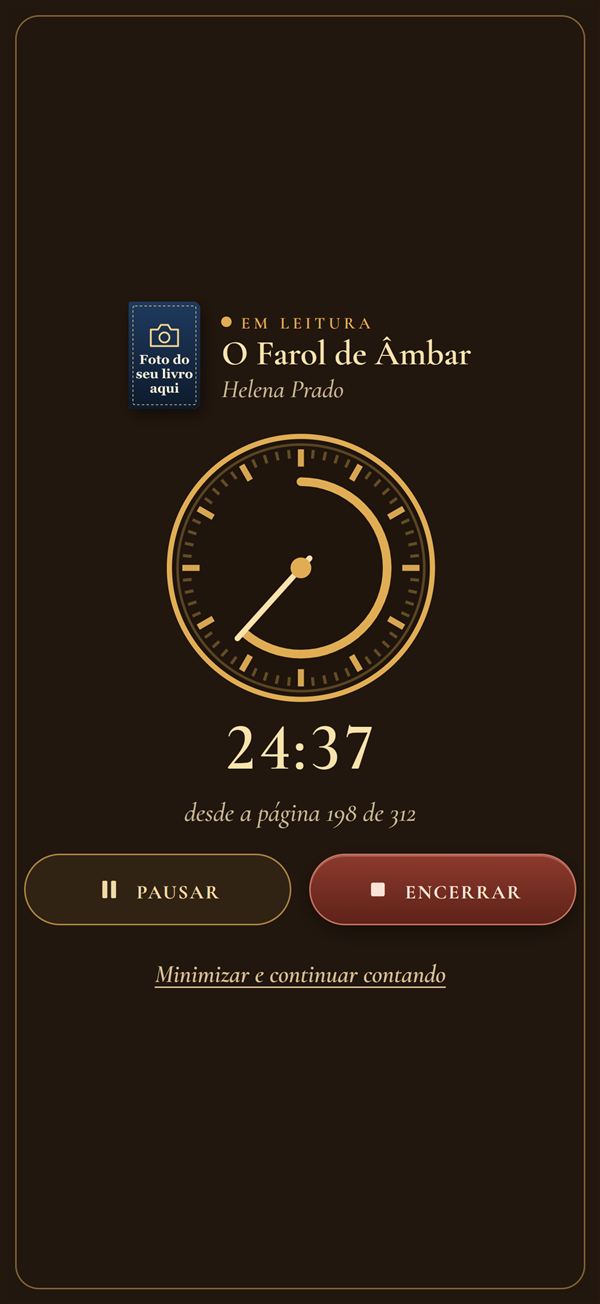 Foto do
seu livro
aqui
EM LEITURA
O Farol de Âmbar
Helena Prado
24:37
desde a página 198 de 312
PAUSAR
ENCERRAR
Minimizar e continuar contando